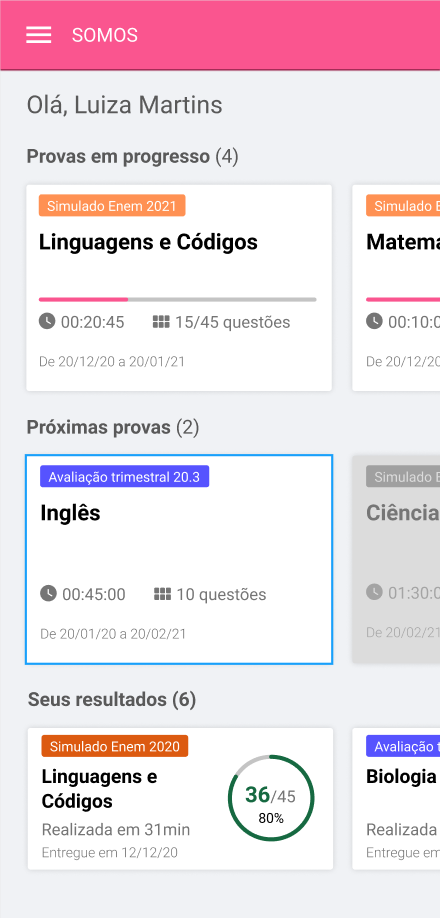 SOMOS
Olá, Luiza Martins
Provas em progresso (4)
Simulado Enem 2021
Linguagens e Códigos
00:20:45 15/45 questões
De 20/12/20 a 20/01/21
Simulado E
Matema
00:10:0
De 20/12/20
Próximas provas (2)
Avaliação trimestral 20.3
Inglês
00:45:00 10 questões
De 20/01/20 a 20/02/21
Simulado E
Ciência
01:30:0
De 20/02/21
Seus resultados (6)
Simulado Enem 2020
Linguagens e
Códigos
Realizada em 31min
Entregue em 12/12/20
36/45
80%
Avaliação t
Biologia
Realizada
Entregue em